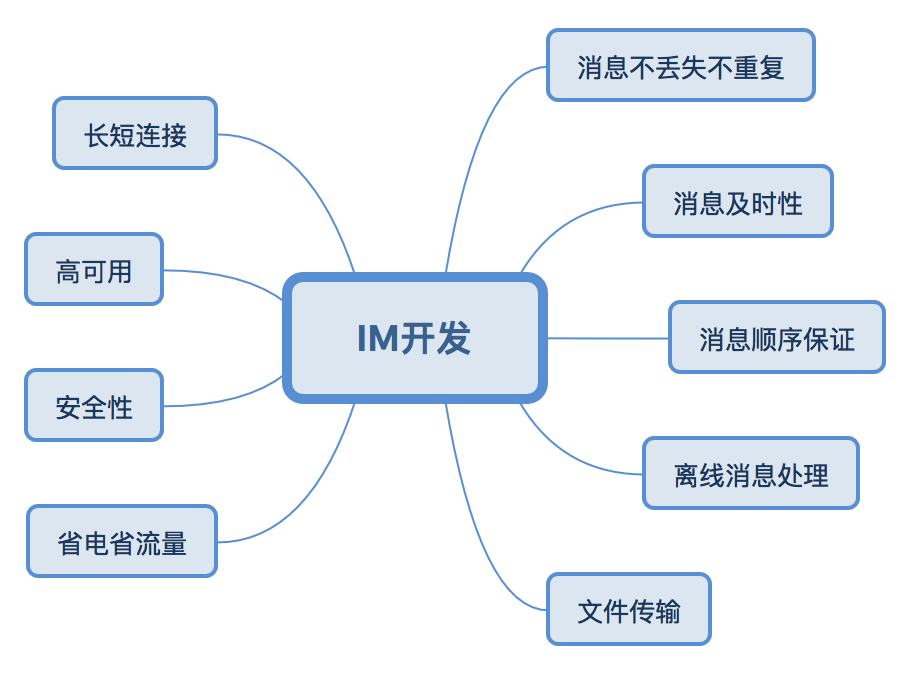 消息不丢失不重复
长短连接
消息及时性
高可用
IM开发
消息顺序保证
安全性
离线消息处理
省电省流量
文件传输